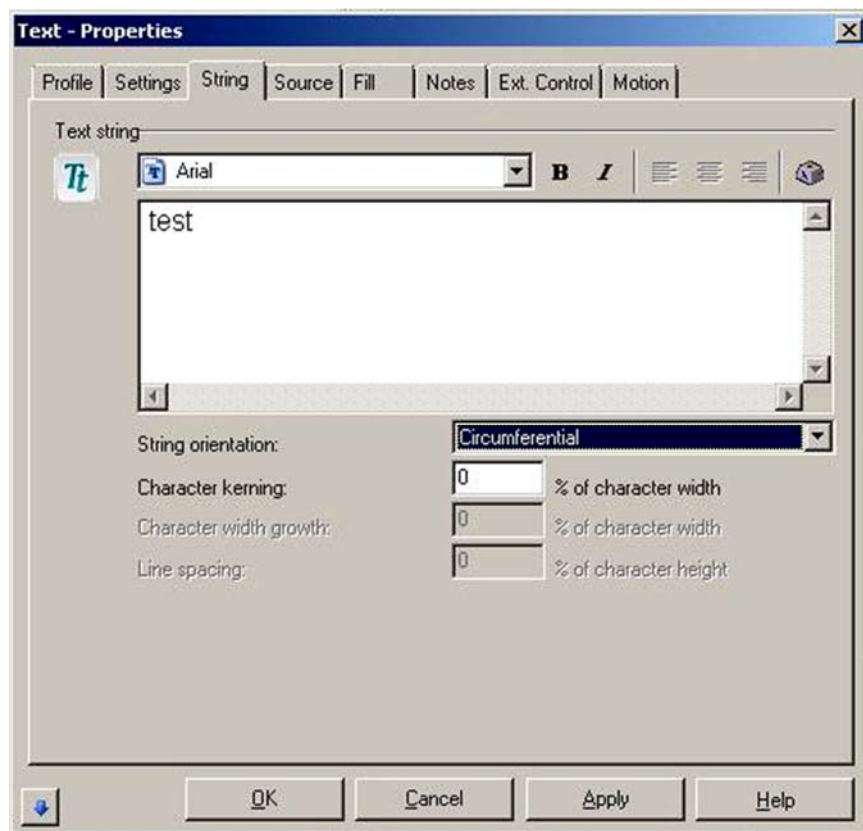 Text - Properties
Profile Settings String Source Fill Notes Ext. Control Motion
Text string
Tt Arial B I
test
String orientation: Circumferential
Character kerning: 0 % of character width
Character width growth: 0 % of character width
Line spacing: 0 % of character height
OK Cancel Apply Help